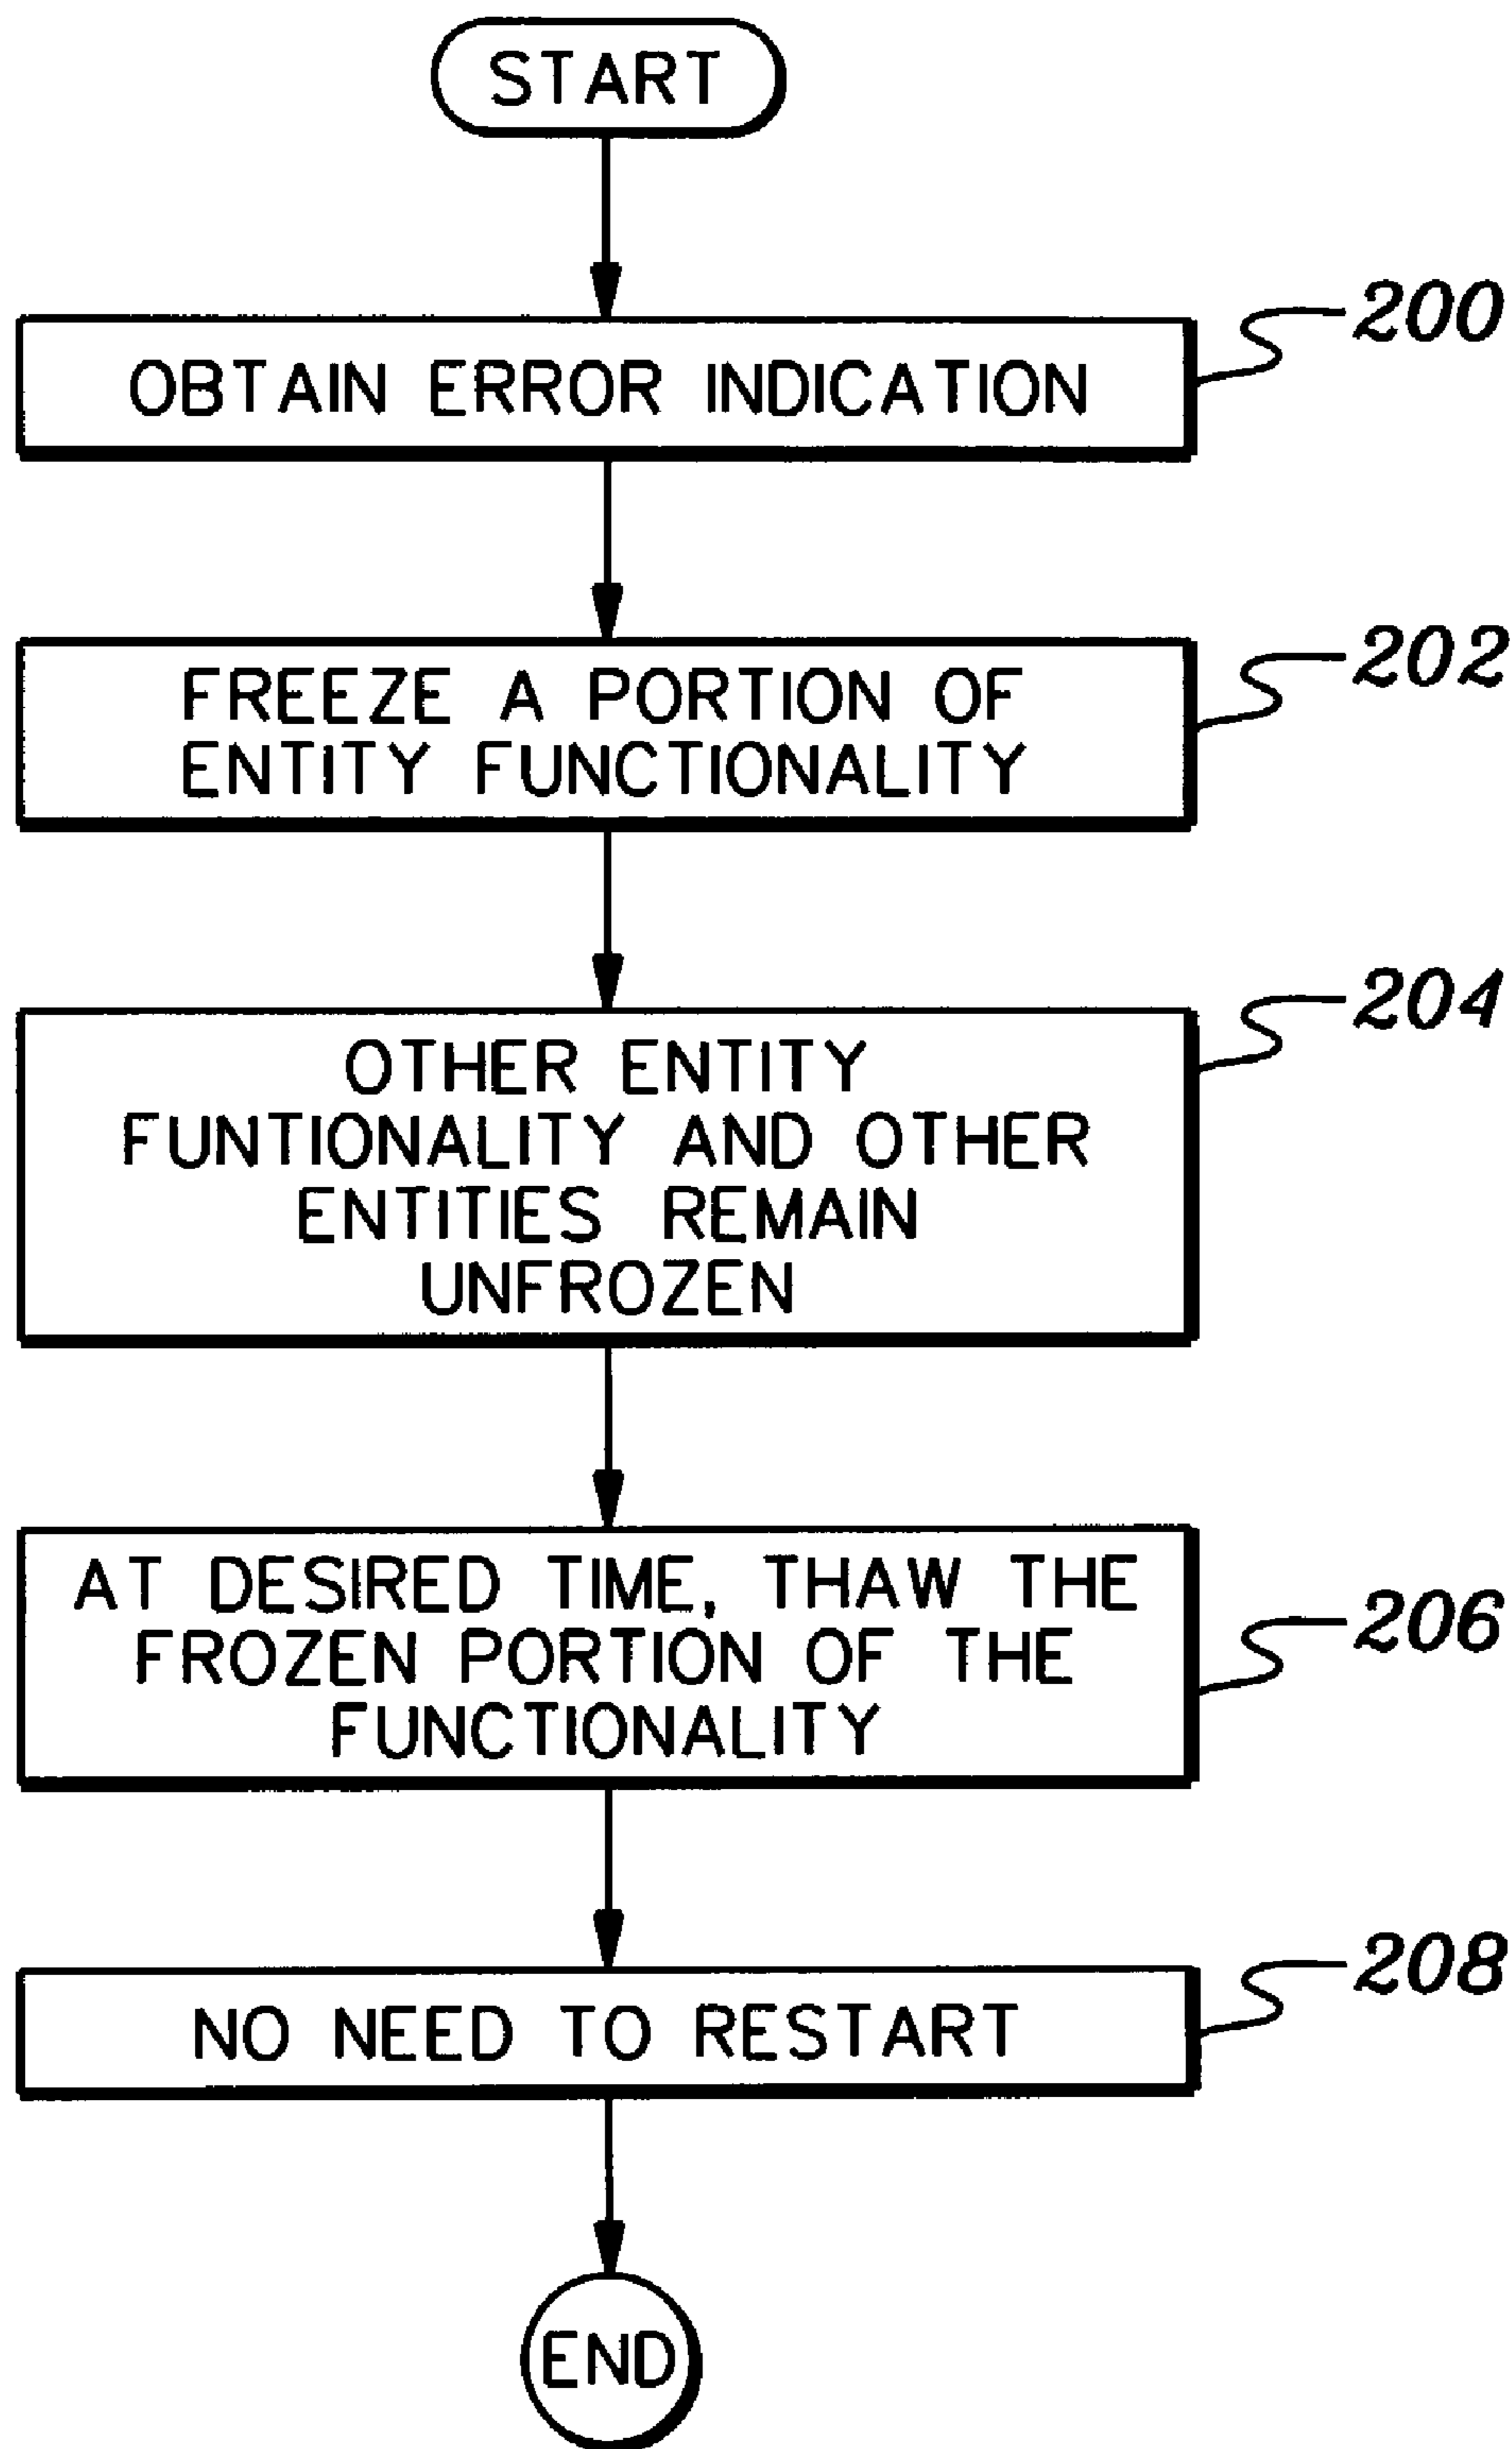 START
200
OBTAIN ERROR INDICATION
202
FREEZE A PORTION OF
ENTITY FUNCTIONALITY
204
OTHER ENTITY
FUNTIONALITY AND OTHER
ENTITIES REMAIN
UNFROZEN
AT DESIRED TIME, THAW THE
206
FROZEN PORTION OF THE
FUNCTIONALITY
208
NO NEED TO RESTART
END